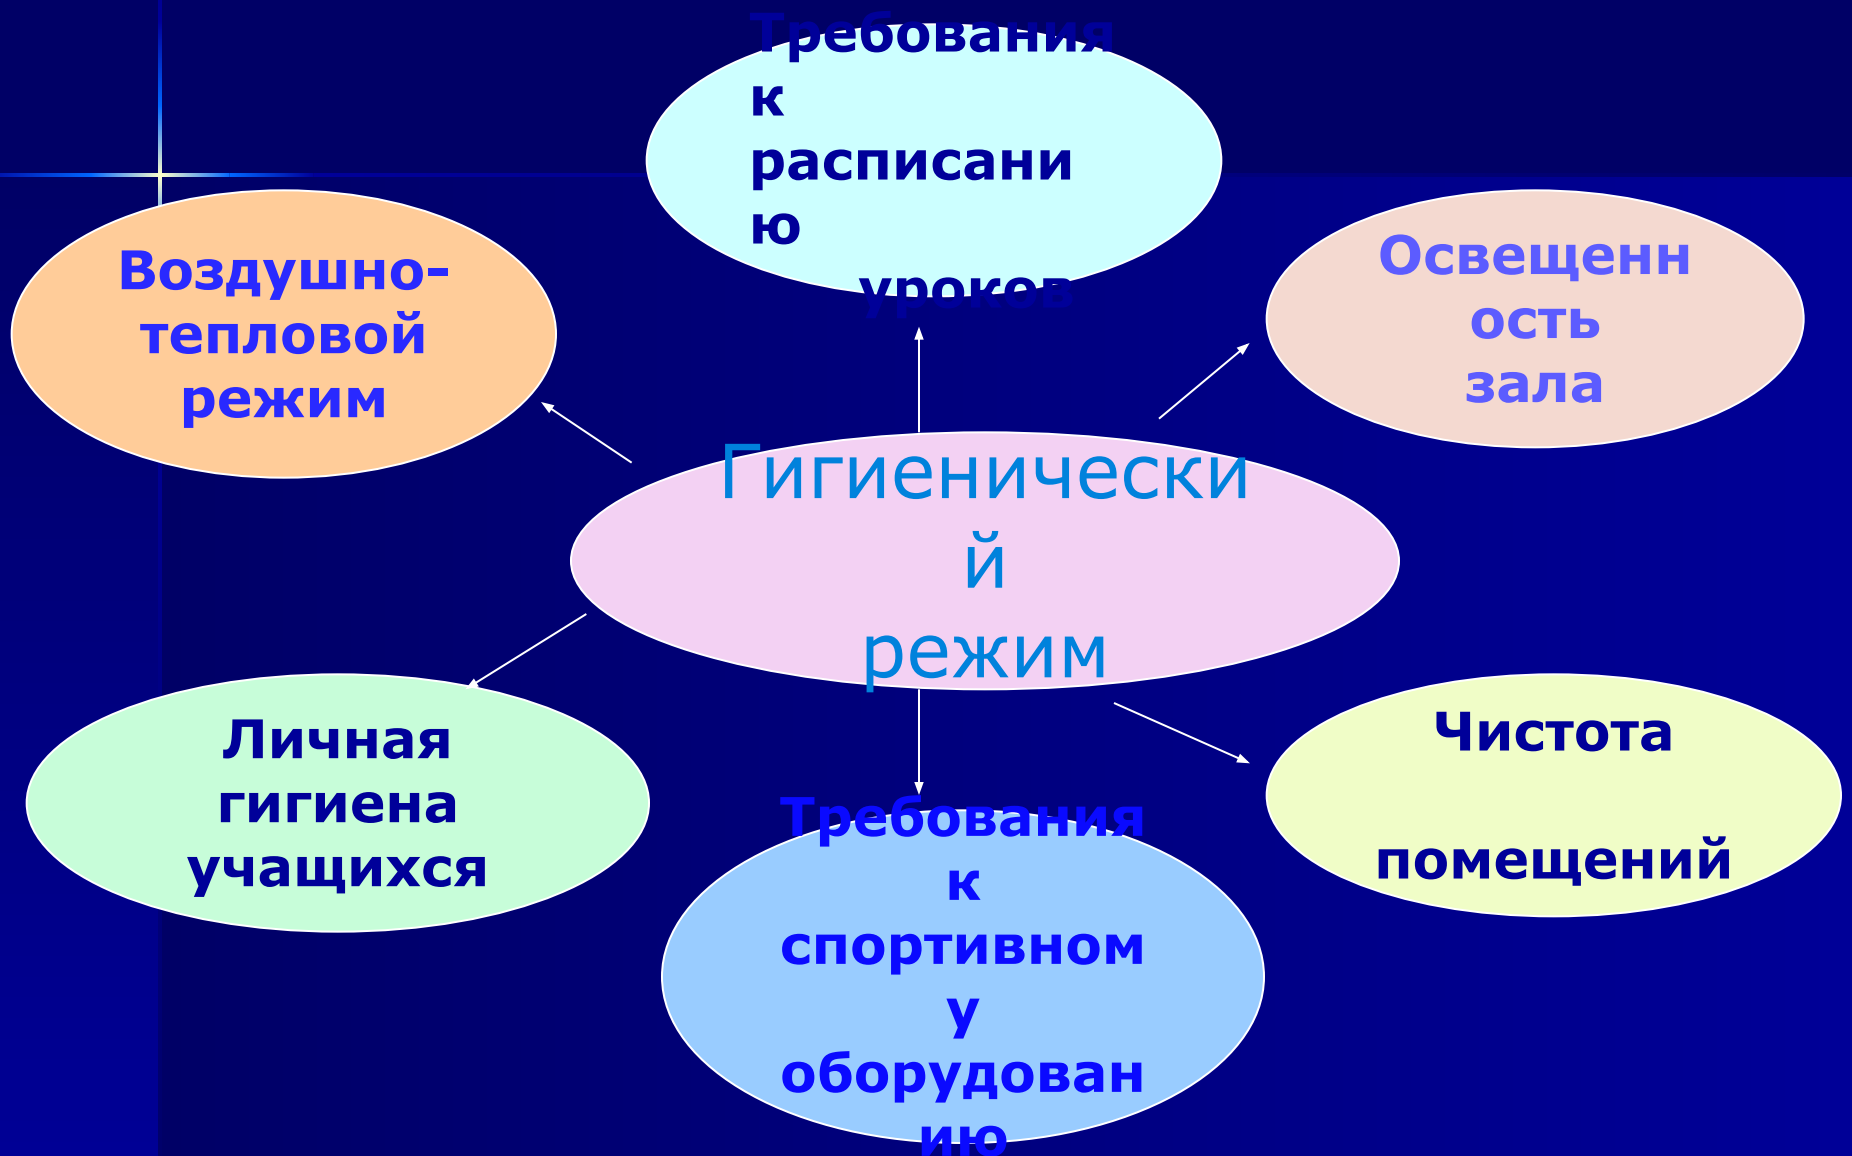 Требования
к
расписани
ю
уроков
Воздушно-
тепловой
режим
Освещенн
ость
зала
Гигиенически
й
режим
Личная
гигиена
учащихся
Чистота
помещений
Требования
к
спортивном
у
оборудован
ию